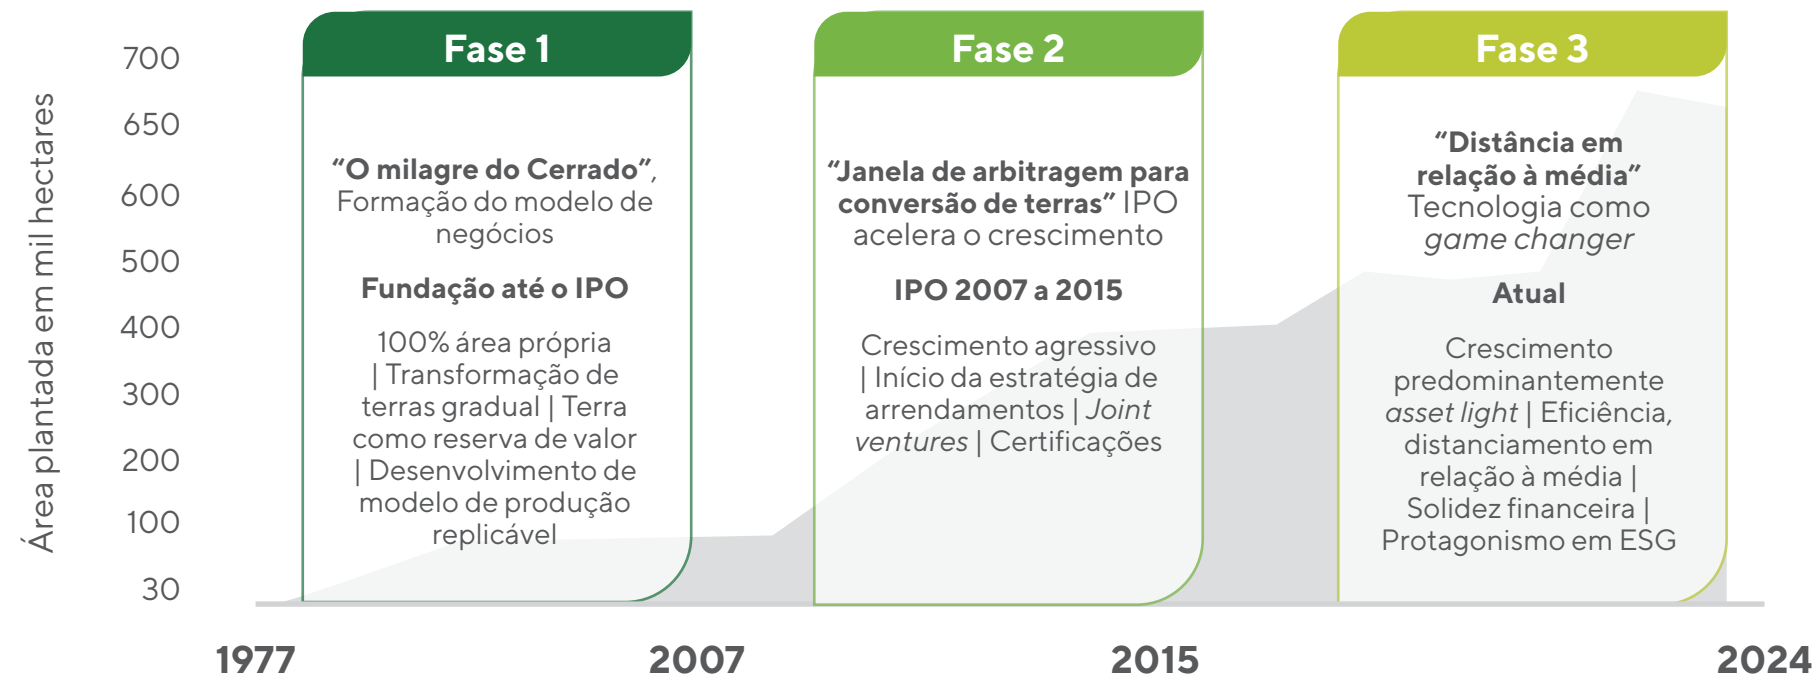 Área plantada em mil hectares
700
650
600
500
400
300
200
100
30
Fase 1
“O milagre do Cerrado”,
Formação do modelo de
negócios
Fundação até o IPO
100% área própria
| Transformação de
terras gradual | Terra
como reserva de valor
| Desenvolvimento de
modelo de produção
replicável
Fase 2
“Janela de arbitragem para
conversão de terras” IPO
acelera o crescimento
IPO 2007 a 2015
Crescimento agressivo
| Início da estratégia de
arrendamentos | Joint
ventures | Certificações
Fase 3
“Distância em
relação à média”
Tecnologia como
game changer
Atual
Crescimento
predominantemente
asset light | Eficiência,
distanciamento em
relação à média |
Solidez financeira |
Protagonismo em ESG
1977
2007
2015
2024